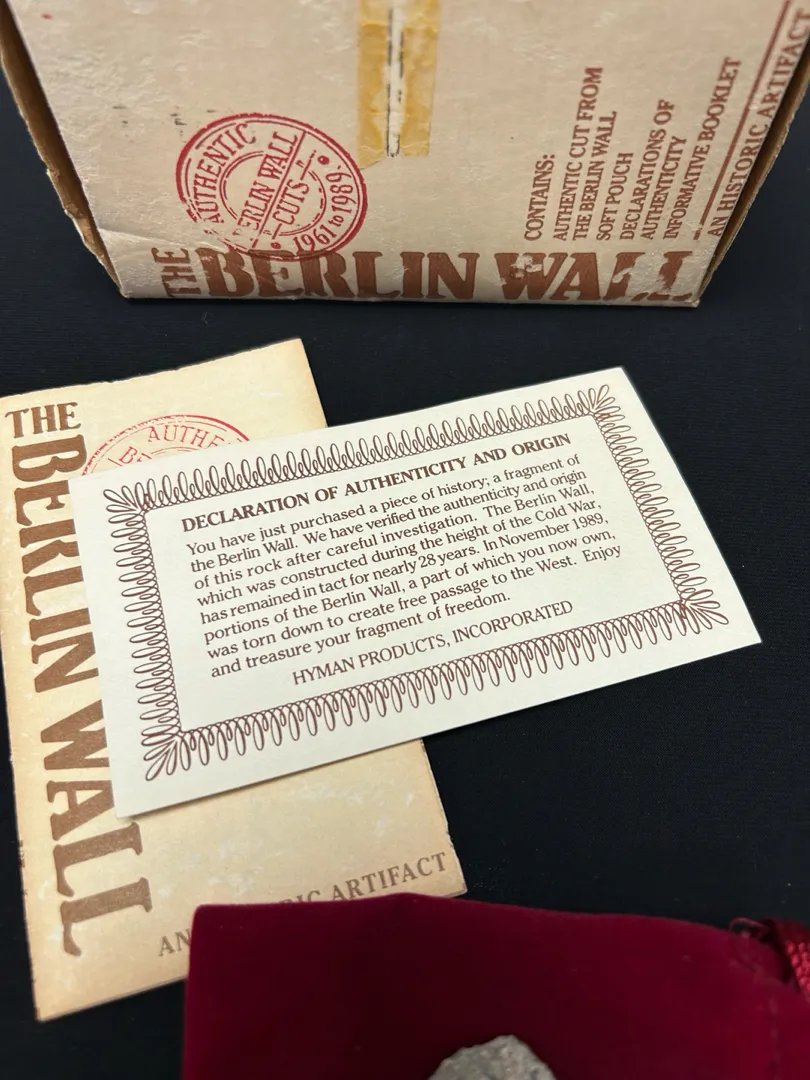 AUTHENTIC
BERLIN WALL
CUTS
1961 to 1989
CONTAINS:
AUTHENTIC CUT FROM
THE BERLIN WALL
SOFT POUCH
DECLARATIONS OF
AUTHENTICITY
INFORMATIVE BOOKLET
AN HISTORIC ARTIFACT
THE BERLIN WALL
THE BERLIN WALL
AUTHE
AN
RIC ARTIFACT
DECLARATION OF AUTHENTICITY AND ORIGIN
You have just purchased a piece of history; a fragment of
the Berlin Wall. We have verified the authenticity and origin
of this rock after careful investigation. The Berlin Wall,
which was constructed during the height of the Cold War,
has remained in tact for nearly 28 years. In November 1989,
portions of the Berlin Wall, a part of which you now own,
was torn down to create free passage to the West. Enjoy
and treasure your fragment of freedom.
HYMAN PRODUCTS, INCORPORATED